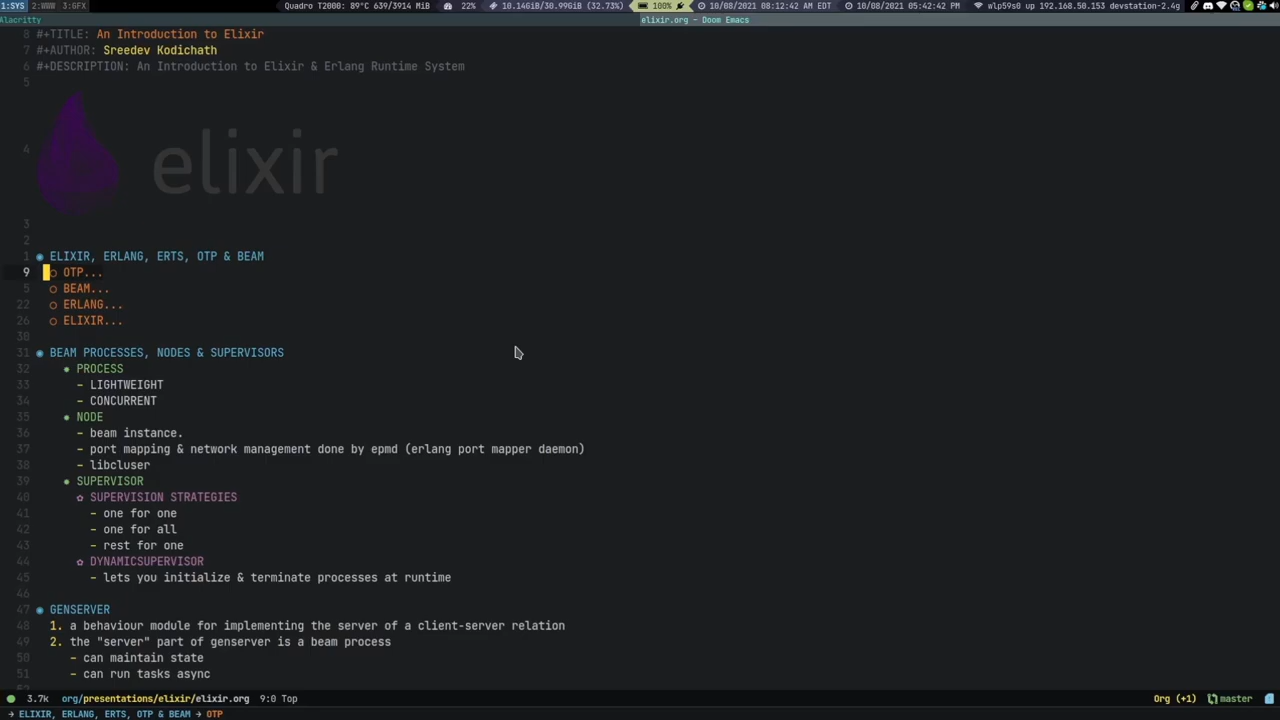 1:SYS 2:WWW 3:GFX Quadro T2000: 89°C 639/3914 MiB 22% 10.14GiB/30.99GiB (32.73%) 100% 10/08/2021 08:12:42 AM EDT 10/08/2021 05:42:42 PM wlp59s0 up 192.168.50.153 devstation-2.4g
Alacritty elixir.org – Doom Emacs
8 #+TITLE: An Introduction to Elixir
7 #+AUTHOR: Sreedev Kodichath
6 #+DESCRIPTION: An Introduction to Elixir & Erlang Runtime System
5
4 elixir
3
2
1 ELIXIR, ERLANG, ERTS, OTP & BEAM
9 OTP...
5 BEAM...
22 ERLANG...
26 ELIXIR...
30
31 BEAM PROCESSES, NODES & SUPERVISORS
32 PROCESS
33 - LIGHTWEIGHT
34 - CONCURRENT
35 NODE
36 - beam instance.
37 - port mapping & network management done by epmd (erlang port mapper daemon)
38 - libcluser
39 SUPERVISOR
40 SUPERVISION STRATEGIES
41 - one for one
42 - one for all
43 - rest for one
44 DYNAMICSUPERVISOR
45 - lets you initialize & terminate processes at runtime
46
47 GENSERVER
48 1. a behaviour module for implementing the server of a client-server relation
49 2. the "server" part of genserver is a beam process
50 - can maintain state
51 - can run tasks async
3.7k org/presentations/elixir/elixir.org 9:0 Top Org (+1) master
→ ELIXIR, ERLANG, ERTS, OTP & BEAM → OTP